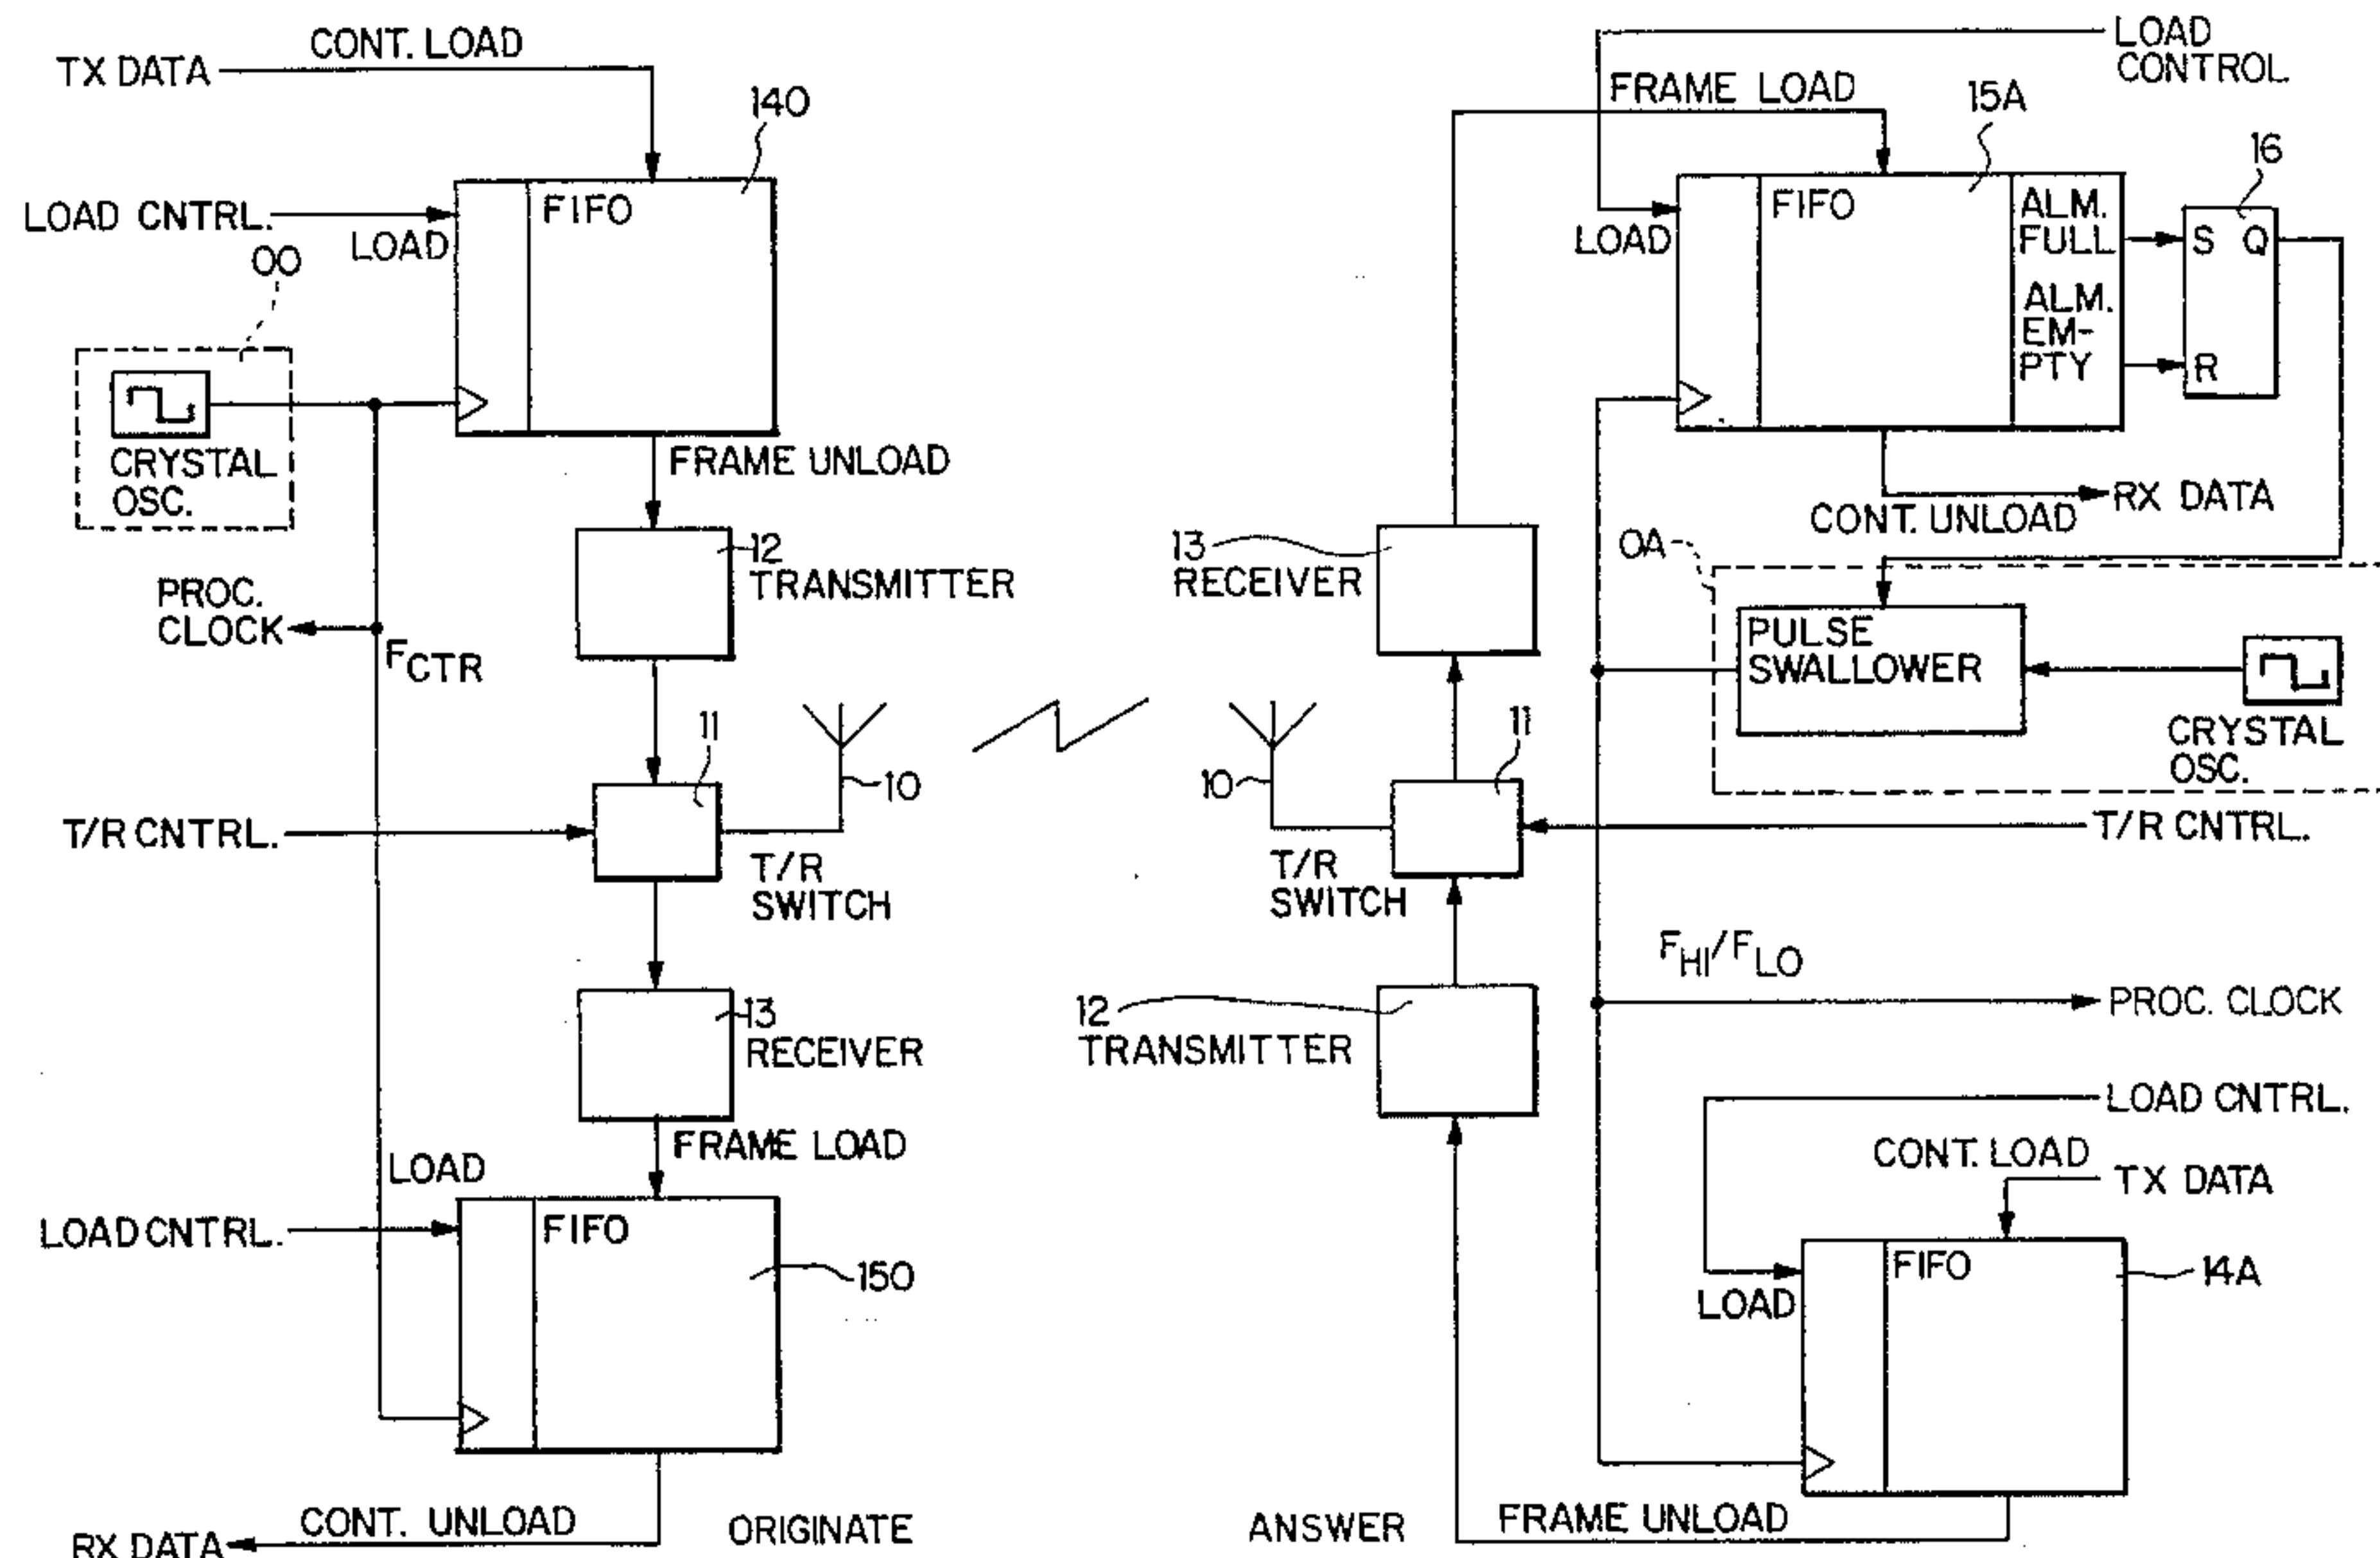 TX DATA
CONT. LOAD
140
LOAD CNTRL.
LOAD
FIFO
OO
CRYSTAL
OSC.
FRAME UNLOAD
12
TRANSMITTER
PROC.
CLOCK
FCTR
11
10
T/R CNTRL.
T/R
SWITCH
13
RECEIVER
FRAME LOAD
LOAD
LOAD CNTRL.
FIFO
150
CONT. UNLOAD
RX DATA
ORIGINATE
LOAD
CONTROL
FRAME LOAD
15A
16
LOAD
FIFO
ALM.
FULL
ALM.
EM-
PTY
S Q
R
RX DATA
CONT. UNLOAD
13
RECEIVER
OA
PULSE
SWALLOWER
CRYSTAL
OSC.
10
11
T/R CNTRL.
T/R
SWITCH
FHI/FLO
12
TRANSMITTER
PROC. CLOCK
LOAD CNTRL.
CONT. LOAD
TX DATA
FIFO
14A
LOAD
ANSWER
FRAME UNLOAD